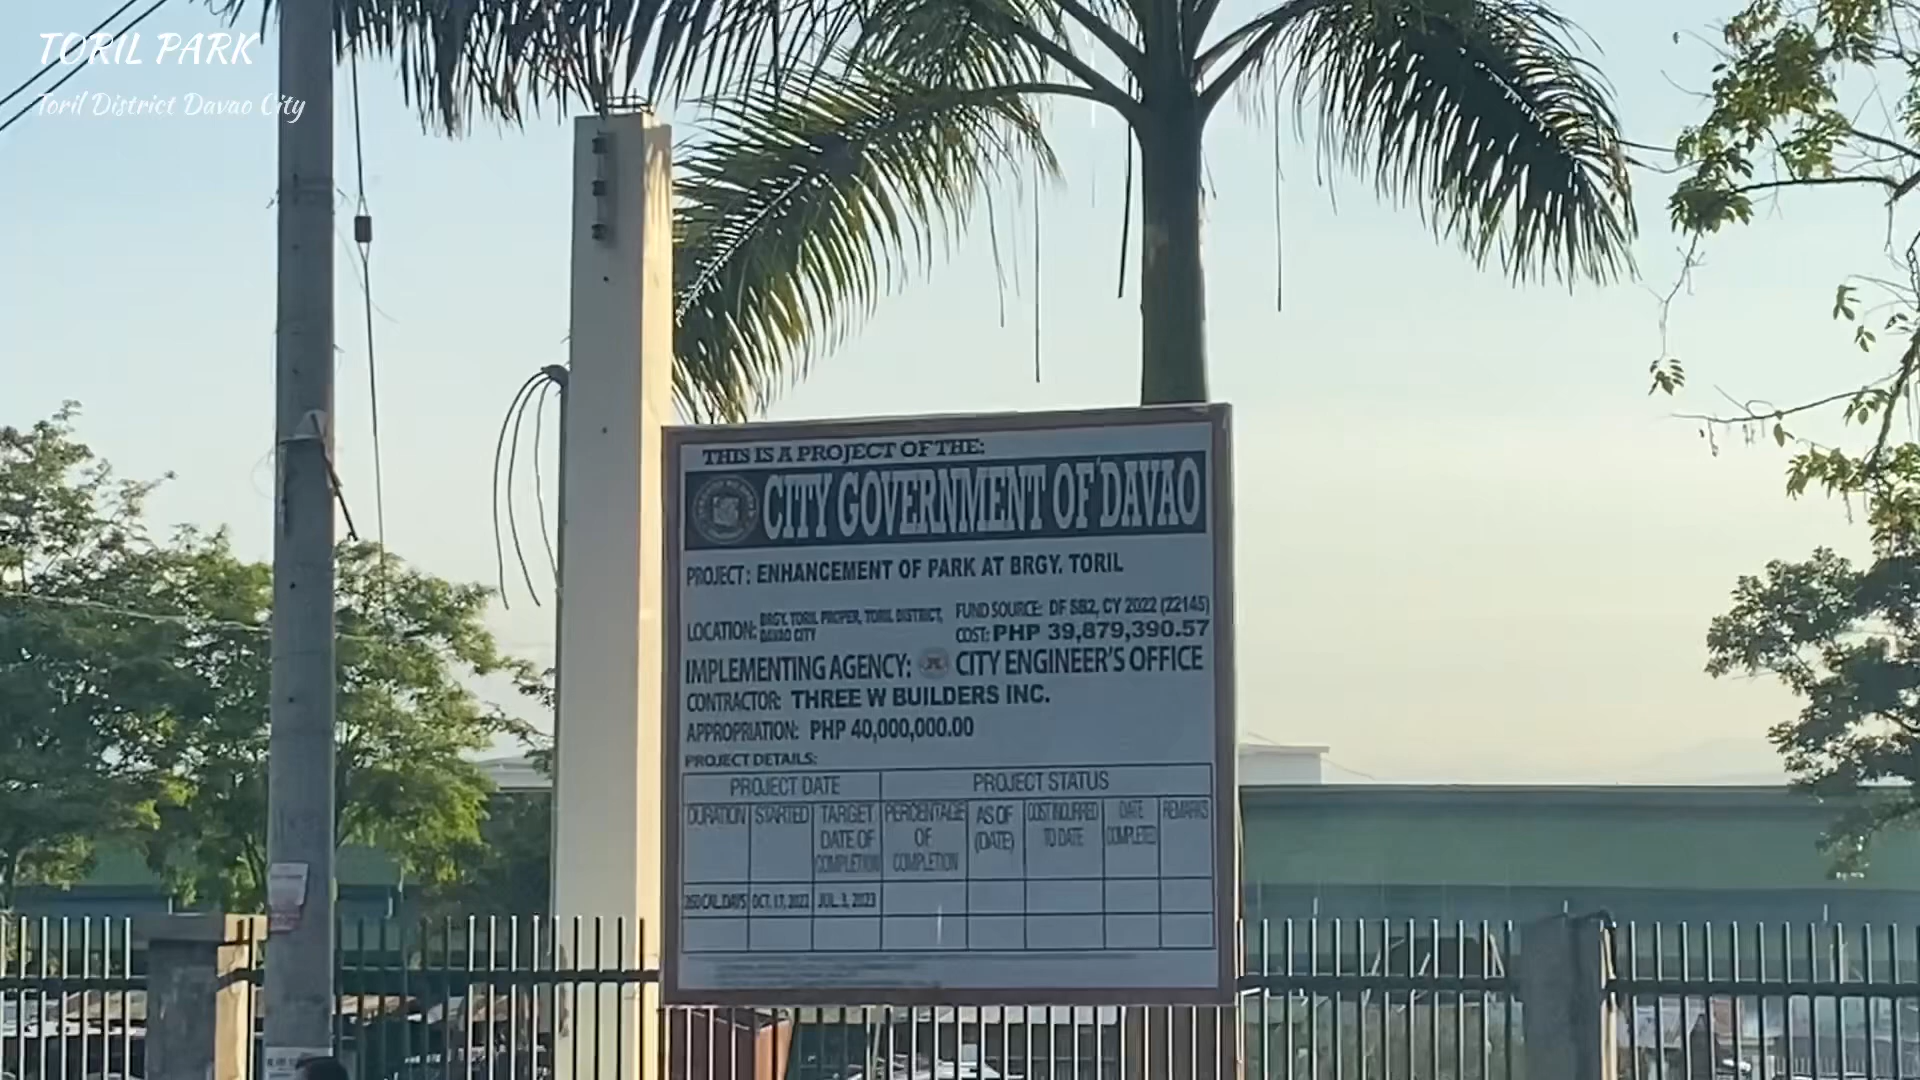 TORIL PARK
Toril District Davao City
THIS IS A PROJECT OF THE:
CITY GOVERNMENT OF DAVAO
PROJECT: ENHANCEMENT OF PARK AT BRGY. TORIL
LOCATION: BRGY. TORIL PROPER, TORIL DISTRICT,
DAVAO CITY
FUND SOURCE: DF SB2, CY 2022 (22145)
COST: PHP 39,879,390.57
IMPLEMENTING AGENCY: CITY ENGINEER'S OFFICE
CONTRACTOR: THREE W BUILDERS INC.
APPROPRIATION: PHP 40,000,000.00
PROJECT DETAILS:
PROJECT DATE PROJECT STATUS
DURATION STARTED TARGET DATE OF COMPLETION PERCENTAGE OF COMPLETION AS OF (DATE) COST INCURRED TO DATE DATE COMPLETED REMARKS
260 CAL.DAYS OCT. 17, 2022 JUL. 3, 2023